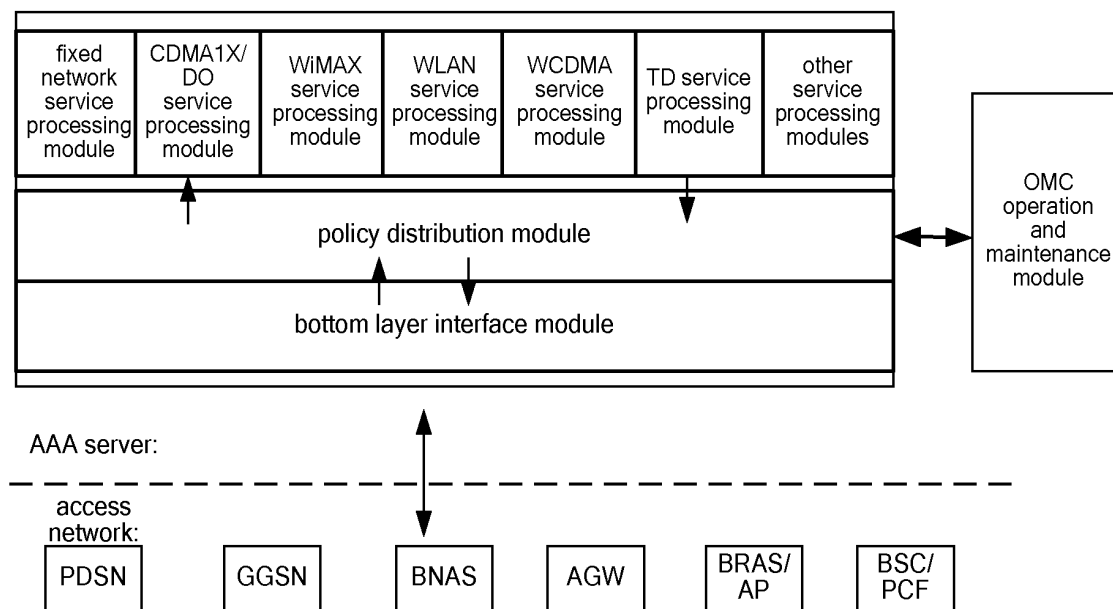 fixed
network
service
processing
module
CDMA1X/
DO
service
processing
module
WiMAX
service
processing
module
WLAN
service
processing
module
WCDMA
service
processing
module
TD service
processing
module
other
service
processing
modules
policy distribution module
bottom layer interface module
OMC
operation
and
maintenance
module
AAA server:
access
network:
PDSN
GGSN
BNAS
AGW
BRAS/
AP
BSC/
PCF